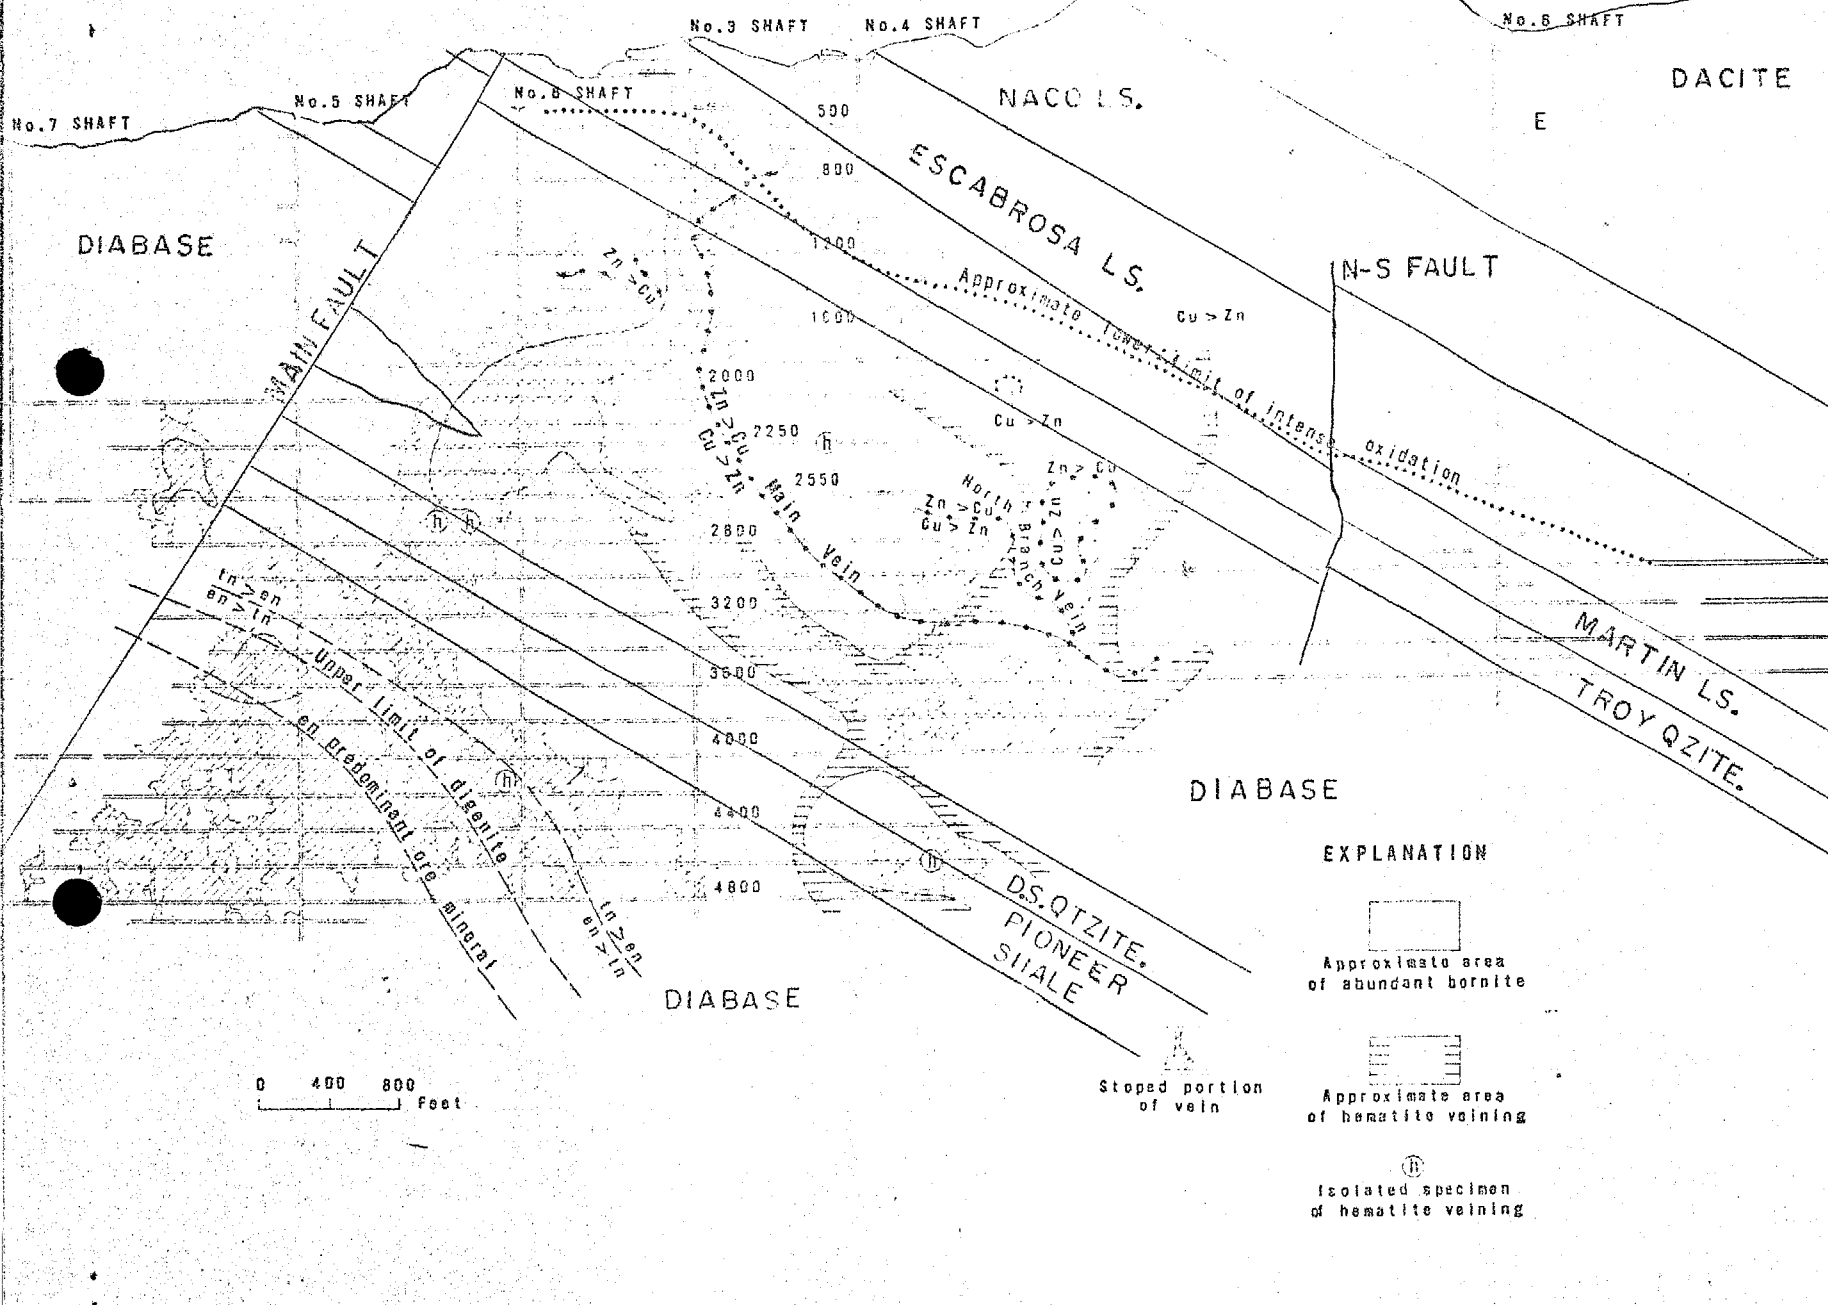 No.3 SHAFT
No.4 SHAFT
No.8 SHAFT
DACITE
NACO LS.
No.5 SHAFT
No.6 SHAFT
No.7 SHAFT
500
E
800
ESCABROSA LS.
DIABASE
1200
MAIN FAULT
Zn > Cu
Approximate lower limit of intense oxidation
N-S FAULT
1600
Cu > Zn
2000
Zn > Cu
Cu > Zn
2250
h
Cu > Zn
2550
Zn > Cu
Main Vein
North Branch Vein
Zn > Cu
Cu > Zn
Cu > Zn
h
h
2800
3200
tn > en
en > tn
MARTIN LS.
3600
TROY QZITE.
Upper limit of digenite
en predominant ore mineral
4000
h
DIABASE
4400
EXPLANATION
h
4800
D.S. QTZITE.
PIONEER
SHALE
tn > en
en > tn
Approximate area
of abundant bornite
DIABASE
0 400 800
Feet
Stoped portion
of vein
Approximate area
of hematite veining
h
Isolated specimen
of hematite veining